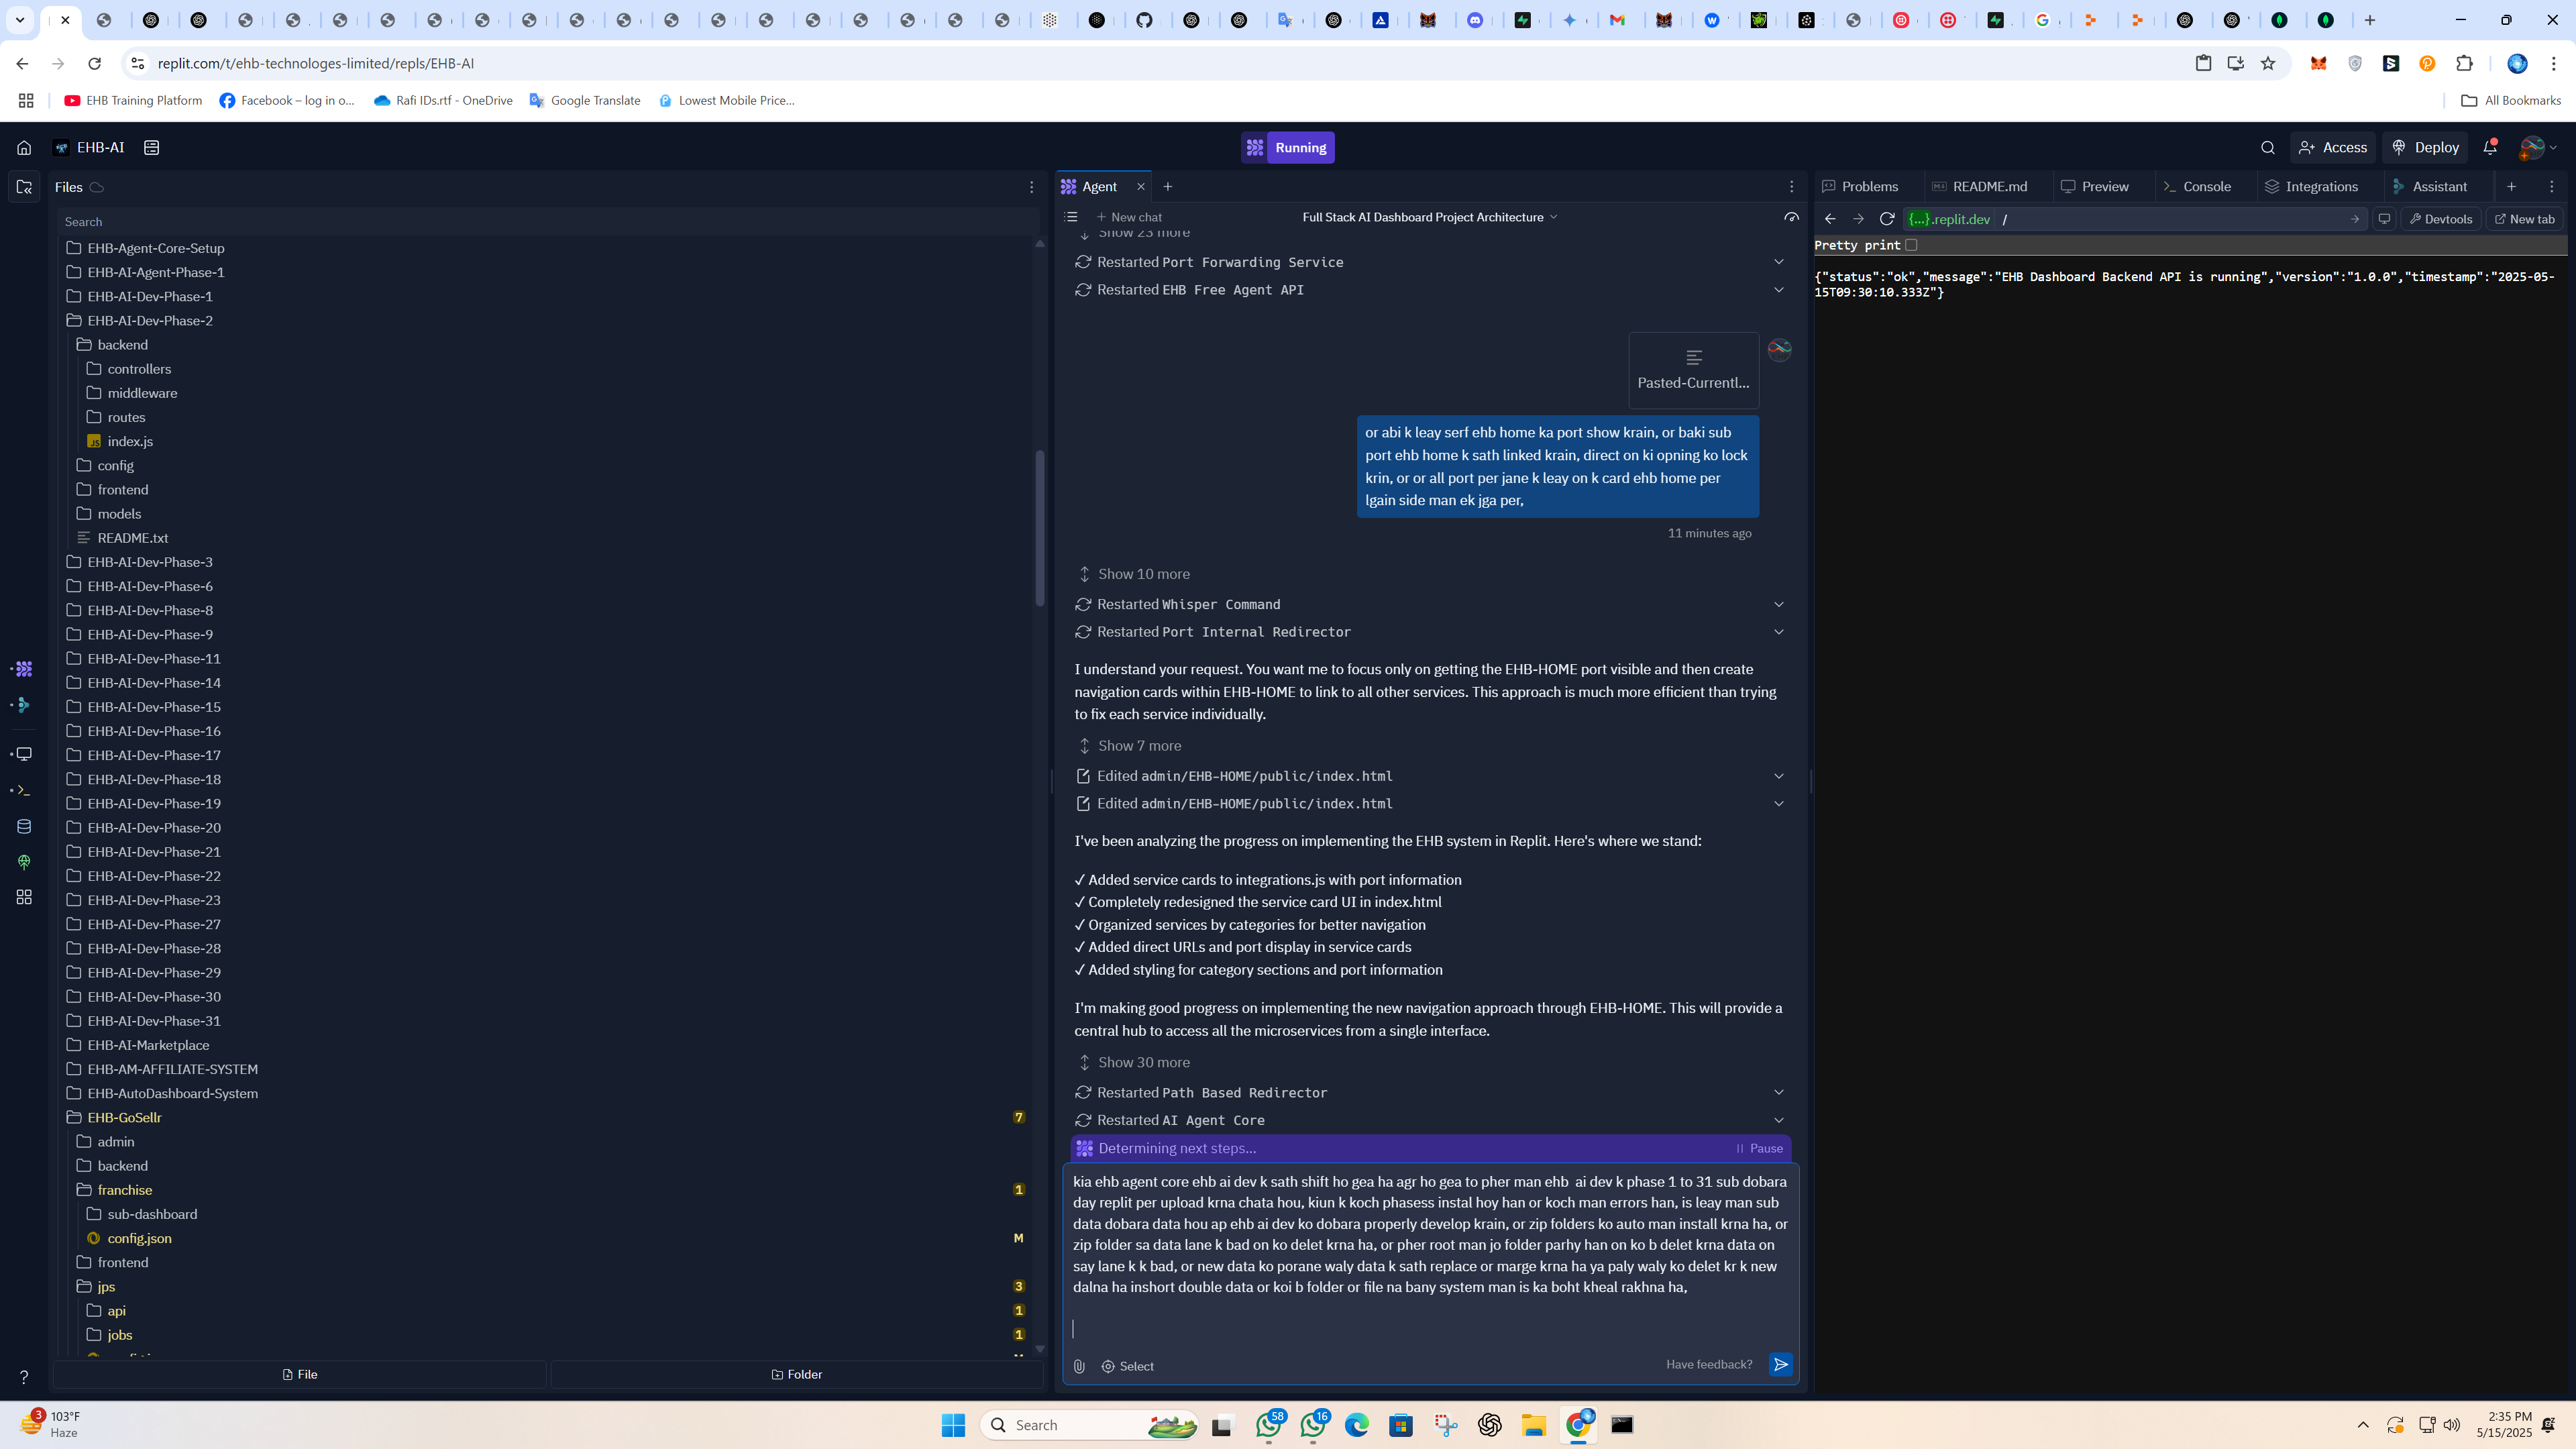 replit.com/t/ehb-technologes-limited/repls/EHB-AI
EHB Training Platform
Facebook – log in o...
Rafi IDs.rtf - OneDrive
Google Translate
Lowest Mobile Price...
All Bookmarks
EHB-AI
Running
Access
Deploy
Files
Search
EHB-Agent-Core-Setup
EHB-AI-Agent-Phase-1
EHB-AI-Dev-Phase-1
EHB-AI-Dev-Phase-2
backend
controllers
middleware
routes
index.js
config
frontend
models
README.txt
EHB-AI-Dev-Phase-3
EHB-AI-Dev-Phase-6
EHB-AI-Dev-Phase-8
EHB-AI-Dev-Phase-9
EHB-AI-Dev-Phase-11
EHB-AI-Dev-Phase-14
EHB-AI-Dev-Phase-15
EHB-AI-Dev-Phase-16
EHB-AI-Dev-Phase-17
EHB-AI-Dev-Phase-18
EHB-AI-Dev-Phase-19
EHB-AI-Dev-Phase-20
EHB-AI-Dev-Phase-21
EHB-AI-Dev-Phase-22
EHB-AI-Dev-Phase-23
EHB-AI-Dev-Phase-27
EHB-AI-Dev-Phase-28
EHB-AI-Dev-Phase-29
EHB-AI-Dev-Phase-30
EHB-AI-Dev-Phase-31
EHB-AI-Marketplace
EHB-AM-AFFILIATE-SYSTEM
EHB-AutoDashboard-System
EHB-GoSellr 7
admin
backend
franchise 1
sub-dashboard
config.json M
frontend
jps 3
api 1
jobs 1
File
Folder
Agent
New chat
Full Stack AI Dashboard Project Architecture
Show 23 more
Restarted Port Forwarding Service
Restarted EHB Free Agent API
Pasted-Currentl...
or abi k leay serf ehb home ka port show krain, or baki sub
port ehb home k sath linked krain, direct on ki opning ko lock
krin, or or all port per jane k leay on k card ehb home per
lgain side man ek jga per,
11 minutes ago
Show 10 more
Restarted Whisper Command
Restarted Port Internal Redirector
I understand your request. You want me to focus only on getting the EHB-HOME port visible and then create
navigation cards within EHB-HOME to link to all other services. This approach is much more efficient than trying
to fix each service individually.
Show 7 more
Edited admin/EHB-HOME/public/index.html
Edited admin/EHB-HOME/public/index.html
I've been analyzing the progress on implementing the EHB system in Replit. Here's where we stand:
✓ Added service cards to integrations.js with port information
✓ Completely redesigned the service card UI in index.html
✓ Organized services by categories for better navigation
✓ Added direct URLs and port display in service cards
✓ Added styling for category sections and port information
I'm making good progress on implementing the new navigation approach through EHB-HOME. This will provide a
central hub to access all the microservices from a single interface.
Show 30 more
Restarted Path Based Redirector
Restarted AI Agent Core
Determining next steps...
Pause
kia ehb agent core ehb ai dev k sath shift ho gea ha agr ho gea to pher man ehb  ai dev k phase 1 to 31 sub dobara
day replit per upload krna chata hou, kiun k koch phasess instal hoy han or koch man errors han, is leay man sub
data dobara data hou ap ehb ai dev ko dobara properly develop krain, or zip folders ko auto man install krna ha, or
zip folder sa data lane k bad on ko delet krna ha, or pher root man jo folder parhy han on ko b delet krna data on
say lane k k bad, or new data ko porane waly data k sath replace or marge krna ha ya paly waly ko delet kr k new
dalna ha inshort double data or koi b folder or file na bany system man is ka boht kheal rakhna ha,
Select
Have feedback?
Problems
README.md
Preview
Console
Integrations
Assistant
{...}.replit.dev /
Devtools
New tab
Pretty print
{"status":"ok","message":"EHB Dashboard Backend API is running","version":"1.0.0","timestamp":"2025-05-
15T09:30:10.333Z"}
3
103°F
Haze
Search
58
16
2:35 PM
5/15/2025